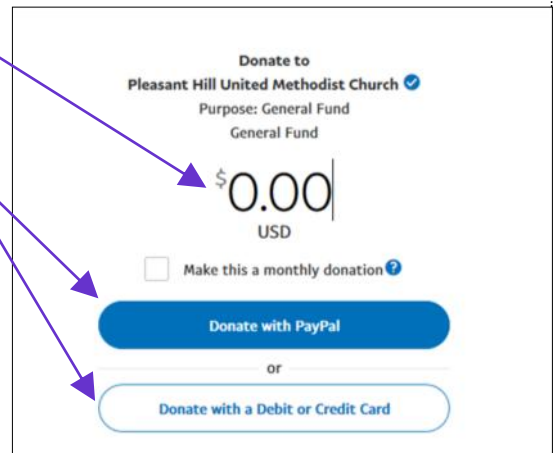 Donate to
Pleasant Hill United Methodist Church
Purpose: General Fund
General Fund
$0.00
USD
Make this a monthly donation ?
Donate with PayPal
or
Donate with a Debit or Credit Card